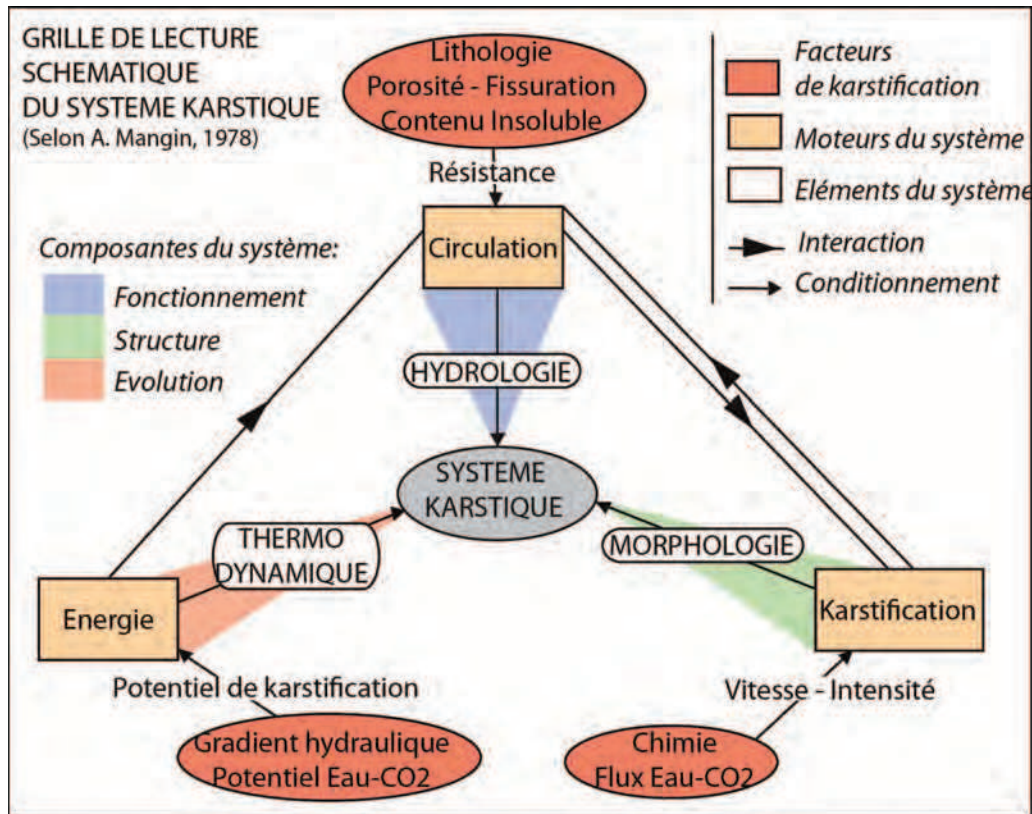 GRILLE DE LECTURE
SCHEMATIQUE
DU SYSTEME KARSTIQUE
(Selon A. Mangin, 1978)
Lithologie
Porosité - Fissuration
Contenu Insoluble
Facteurs
de karstification
Moteurs du système
Eléments du système
Interaction
Conditionnement
Résistance
Circulation
Composantes du système:
Fonctionnement
Structure
Evolution
HYDROLOGIE
SYSTEME
KARSTIQUE
THERMO
DYNAMIQUE
MORPHOLOGIE
Energie
Karstification
Potentiel de karstification
Vitesse - Intensité
Gradient hydraulique
Potentiel Eau-CO2
Chimie
Flux Eau-CO2